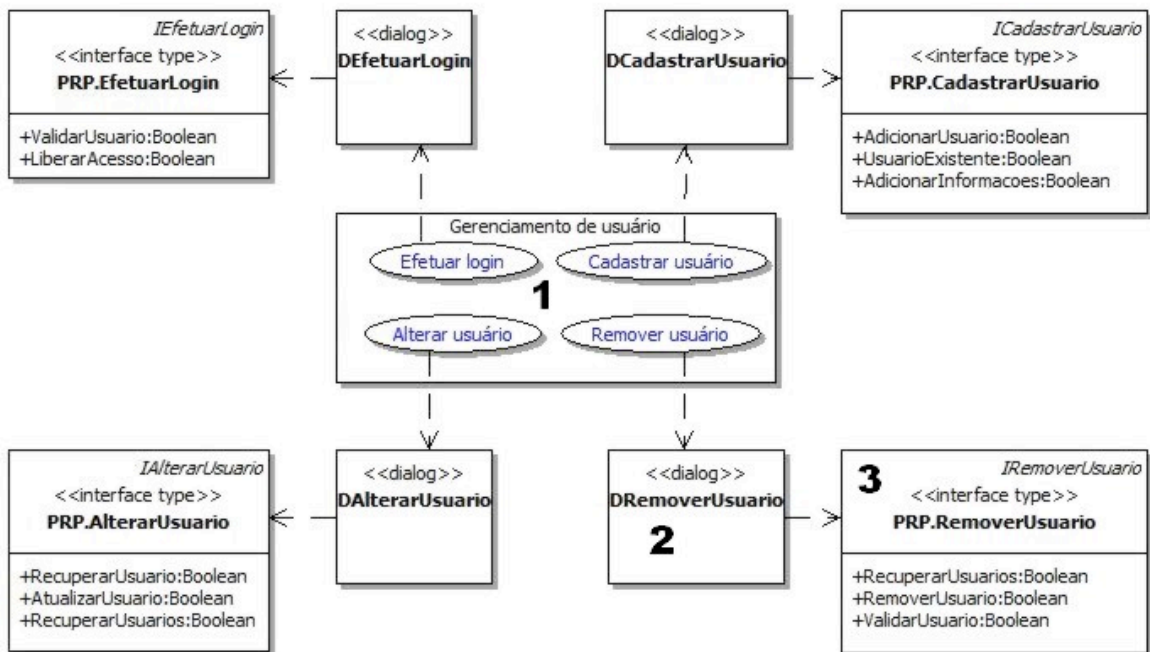 IEfetuarLogin
<<interface type>>
PRP.EfetuarLogin
+ValidarUsuario:Boolean
+LiberarAcesso:Boolean
<<dialog>>
DEfetuarLogin
<<dialog>>
DCadastrarUsuario
ICadastrarUsuario
<<interface type>>
PRP.CadastrarUsuario
+AdicionarUsuario:Boolean
+UsuarioExistente:Boolean
+AdicionarInformacoes:Boolean
Gerenciamento de usuário
Efetuar login
Cadastrar usuário
1
Alterar usuário
Remover usuário
IAlterarUsuario
<<interface type>>
PRP.AlterarUsuario
+RecuperarUsuario:Boolean
+AtualizarUsuario:Boolean
+RecuperarUsuarios:Boolean
<<dialog>>
DAlterarUsuario
<<dialog>>
DRemoverUsuario
2
3
IRemoverUsuario
<<interface type>>
PRP.RemoverUsuario
+RecuperarUsuarios:Boolean
+RemoverUsuario:Boolean
+ValidarUsuario:Boolean